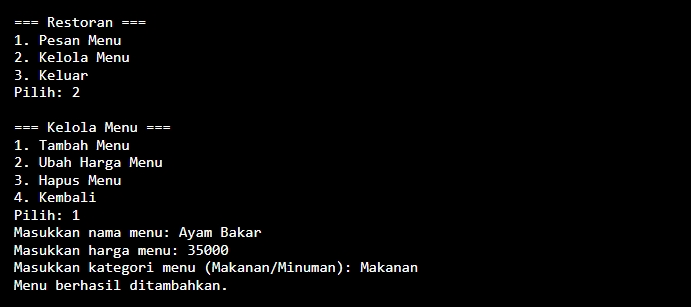 === Restoran ===
1. Pesan Menu
2. Kelola Menu
3. Keluar
Pilih: 2
=== Kelola Menu ===
1. Tambah Menu
2. Ubah Harga Menu
3. Hapus Menu
4. Kembali
Pilih: 1
Masukkan nama menu: Ayam Bakar
Masukkan harga menu: 35000
Masukkan kategori menu (Makanan/Minuman): Makanan
Menu berhasil ditambahkan.